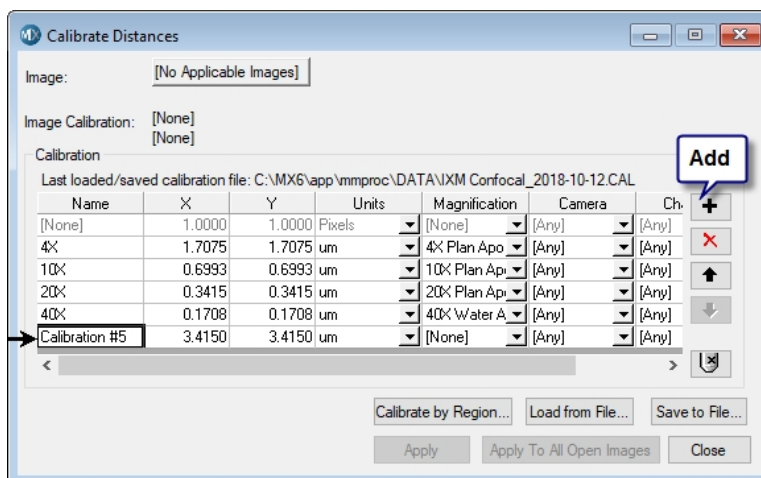 MX Calibrate Distances
Image: [No Applicable Images]
Image Calibration: [None]
[None]
Calibration
Add
Last loaded/saved calibration file: C:\MX6\app\mmproc\DATA\IXM Confocal_2018-10-12.CAL
Name X Y Units Magnification Camera Ch
[None] 1.0000 1.0000 Pixels [None] [Any] [Any]
4X 1.7075 1.7075 um 4X Plan Apo [Any] [Any]
10X 0.6993 0.6993 um 10X Plan Ap [Any] [Any]
20X 0.3415 0.3415 um 20X Plan Ap [Any] [Any]
40X 0.1708 0.1708 um 40X Water A [Any] [Any]
Calibration #5 3.4150 3.4150 um [None] [Any] [Any]
Calibrate by Region... Load from File... Save to File...
Apply Apply To All Open Images Close